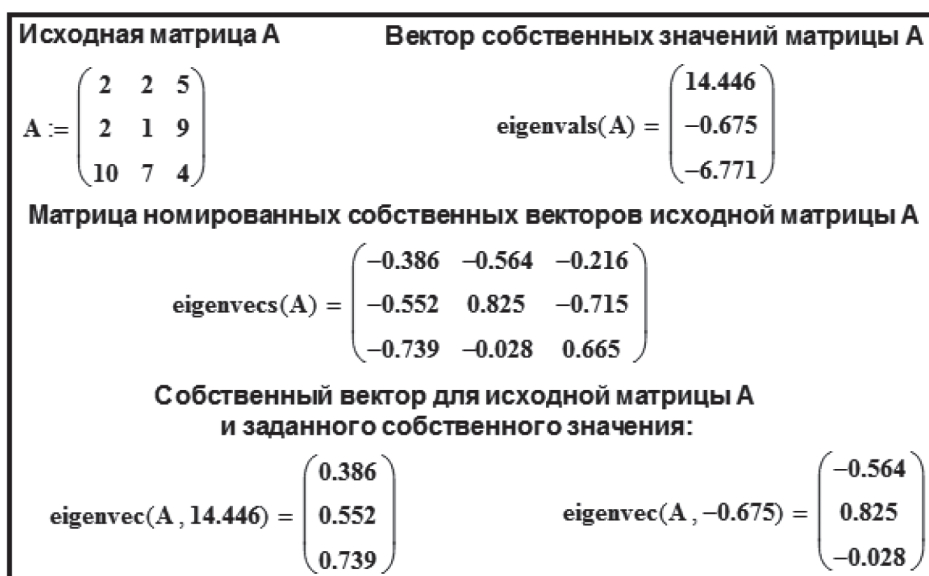 Исходная матрица А
Вектор собственных значений матрицы А
A := ( 2 2 5
2 1 9
10 7 4 )
eigenvals(A) = ( 14.446
−0.675
−6.771 )
Матрица номированных собственных векторов исходной матрицы А
eigenvecs(A) = ( −0.386 −0.564 −0.216
−0.552 0.825 −0.715
−0.739 −0.028 0.665 )
Собственный вектор для исходной матрицы А
и заданного собственного значения:
eigenvec(A , 14.446) = ( 0.386
0.552
0.739 )
eigenvec(A , −0.675) = ( −0.564
0.825
−0.028 )